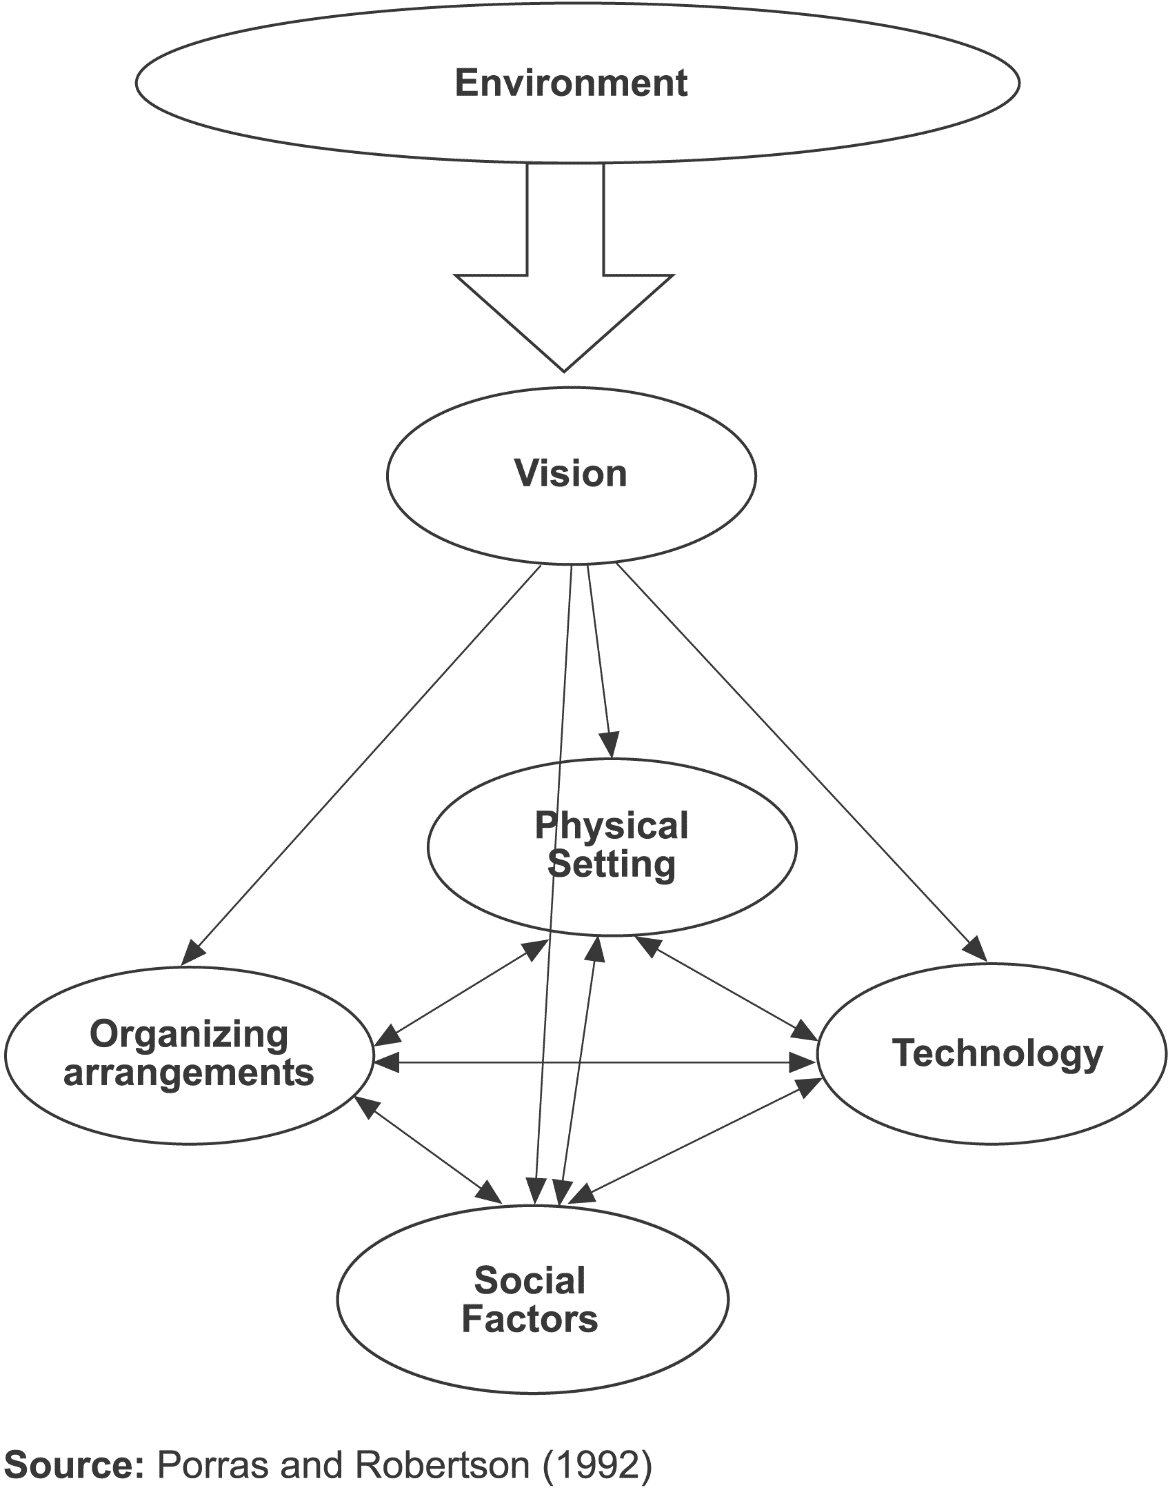 Environment
Vision
Physical
Setting
Organizing
arrangements
Technology
Social
Factors
Source: Porras and Robertson (1992)